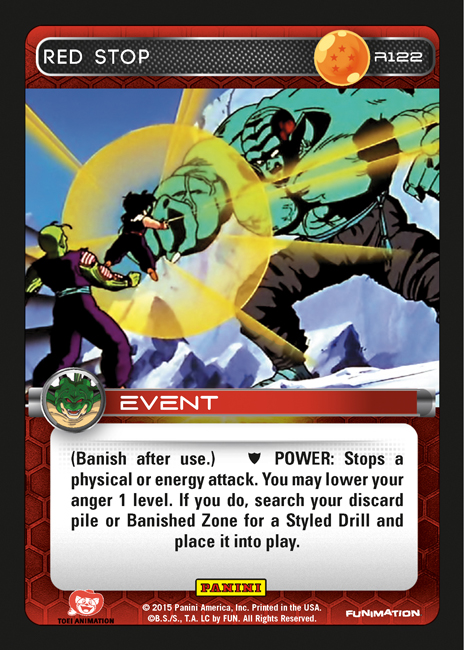 RED STOP
R122
EVENT
(Banish after use.) POWER: Stops a
physical or energy attack. You may lower your
anger 1 level. If you do, search your discard
pile or Banished Zone for a Styled Drill and
place it into play.
PANINI
© 2015 Panini America, Inc. Printed in the USA.
©B.S./S., T.A. LC by FUN. All Rights Reserved.
TOEI ANIMATION
FUNIMATION